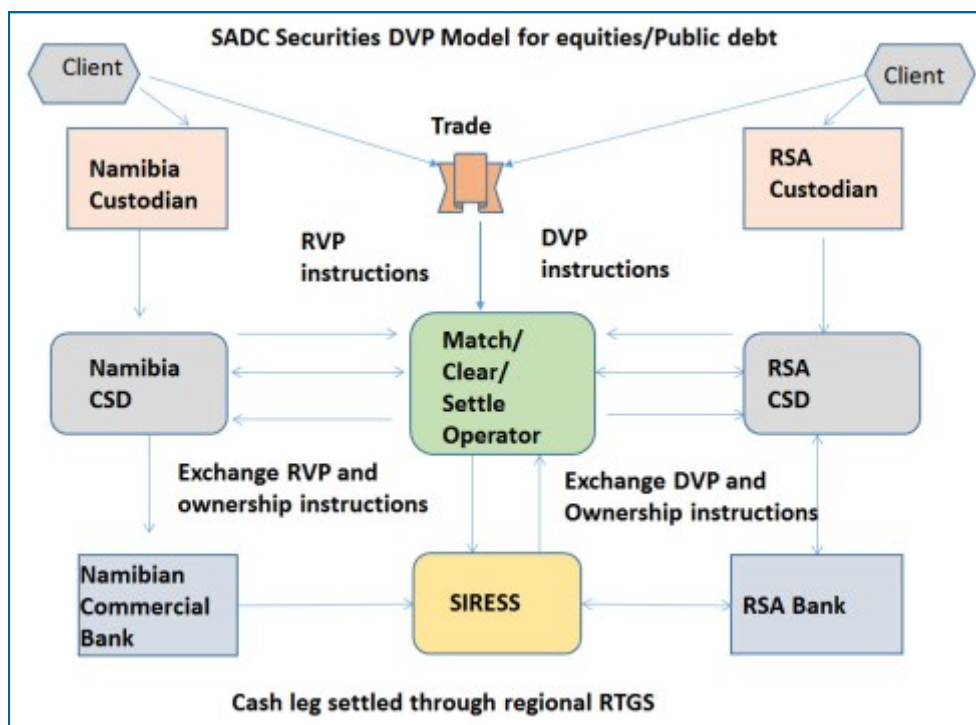 SADC Securities DVP Model for equities/Public debt
Client
Client
Trade
Namibia
Custodian
RSA
Custodian
RVP
instructions
DVP
instructions
Namibia
CSD
Match/
Clear/
Settle
Operator
RSA
CSD
Exchange RVP and
ownership instructions
Exchange DVP and
Ownership instructions
Namibian
Commercial
Bank
SIRESS
RSA Bank
Cash leg settled through regional RTGS